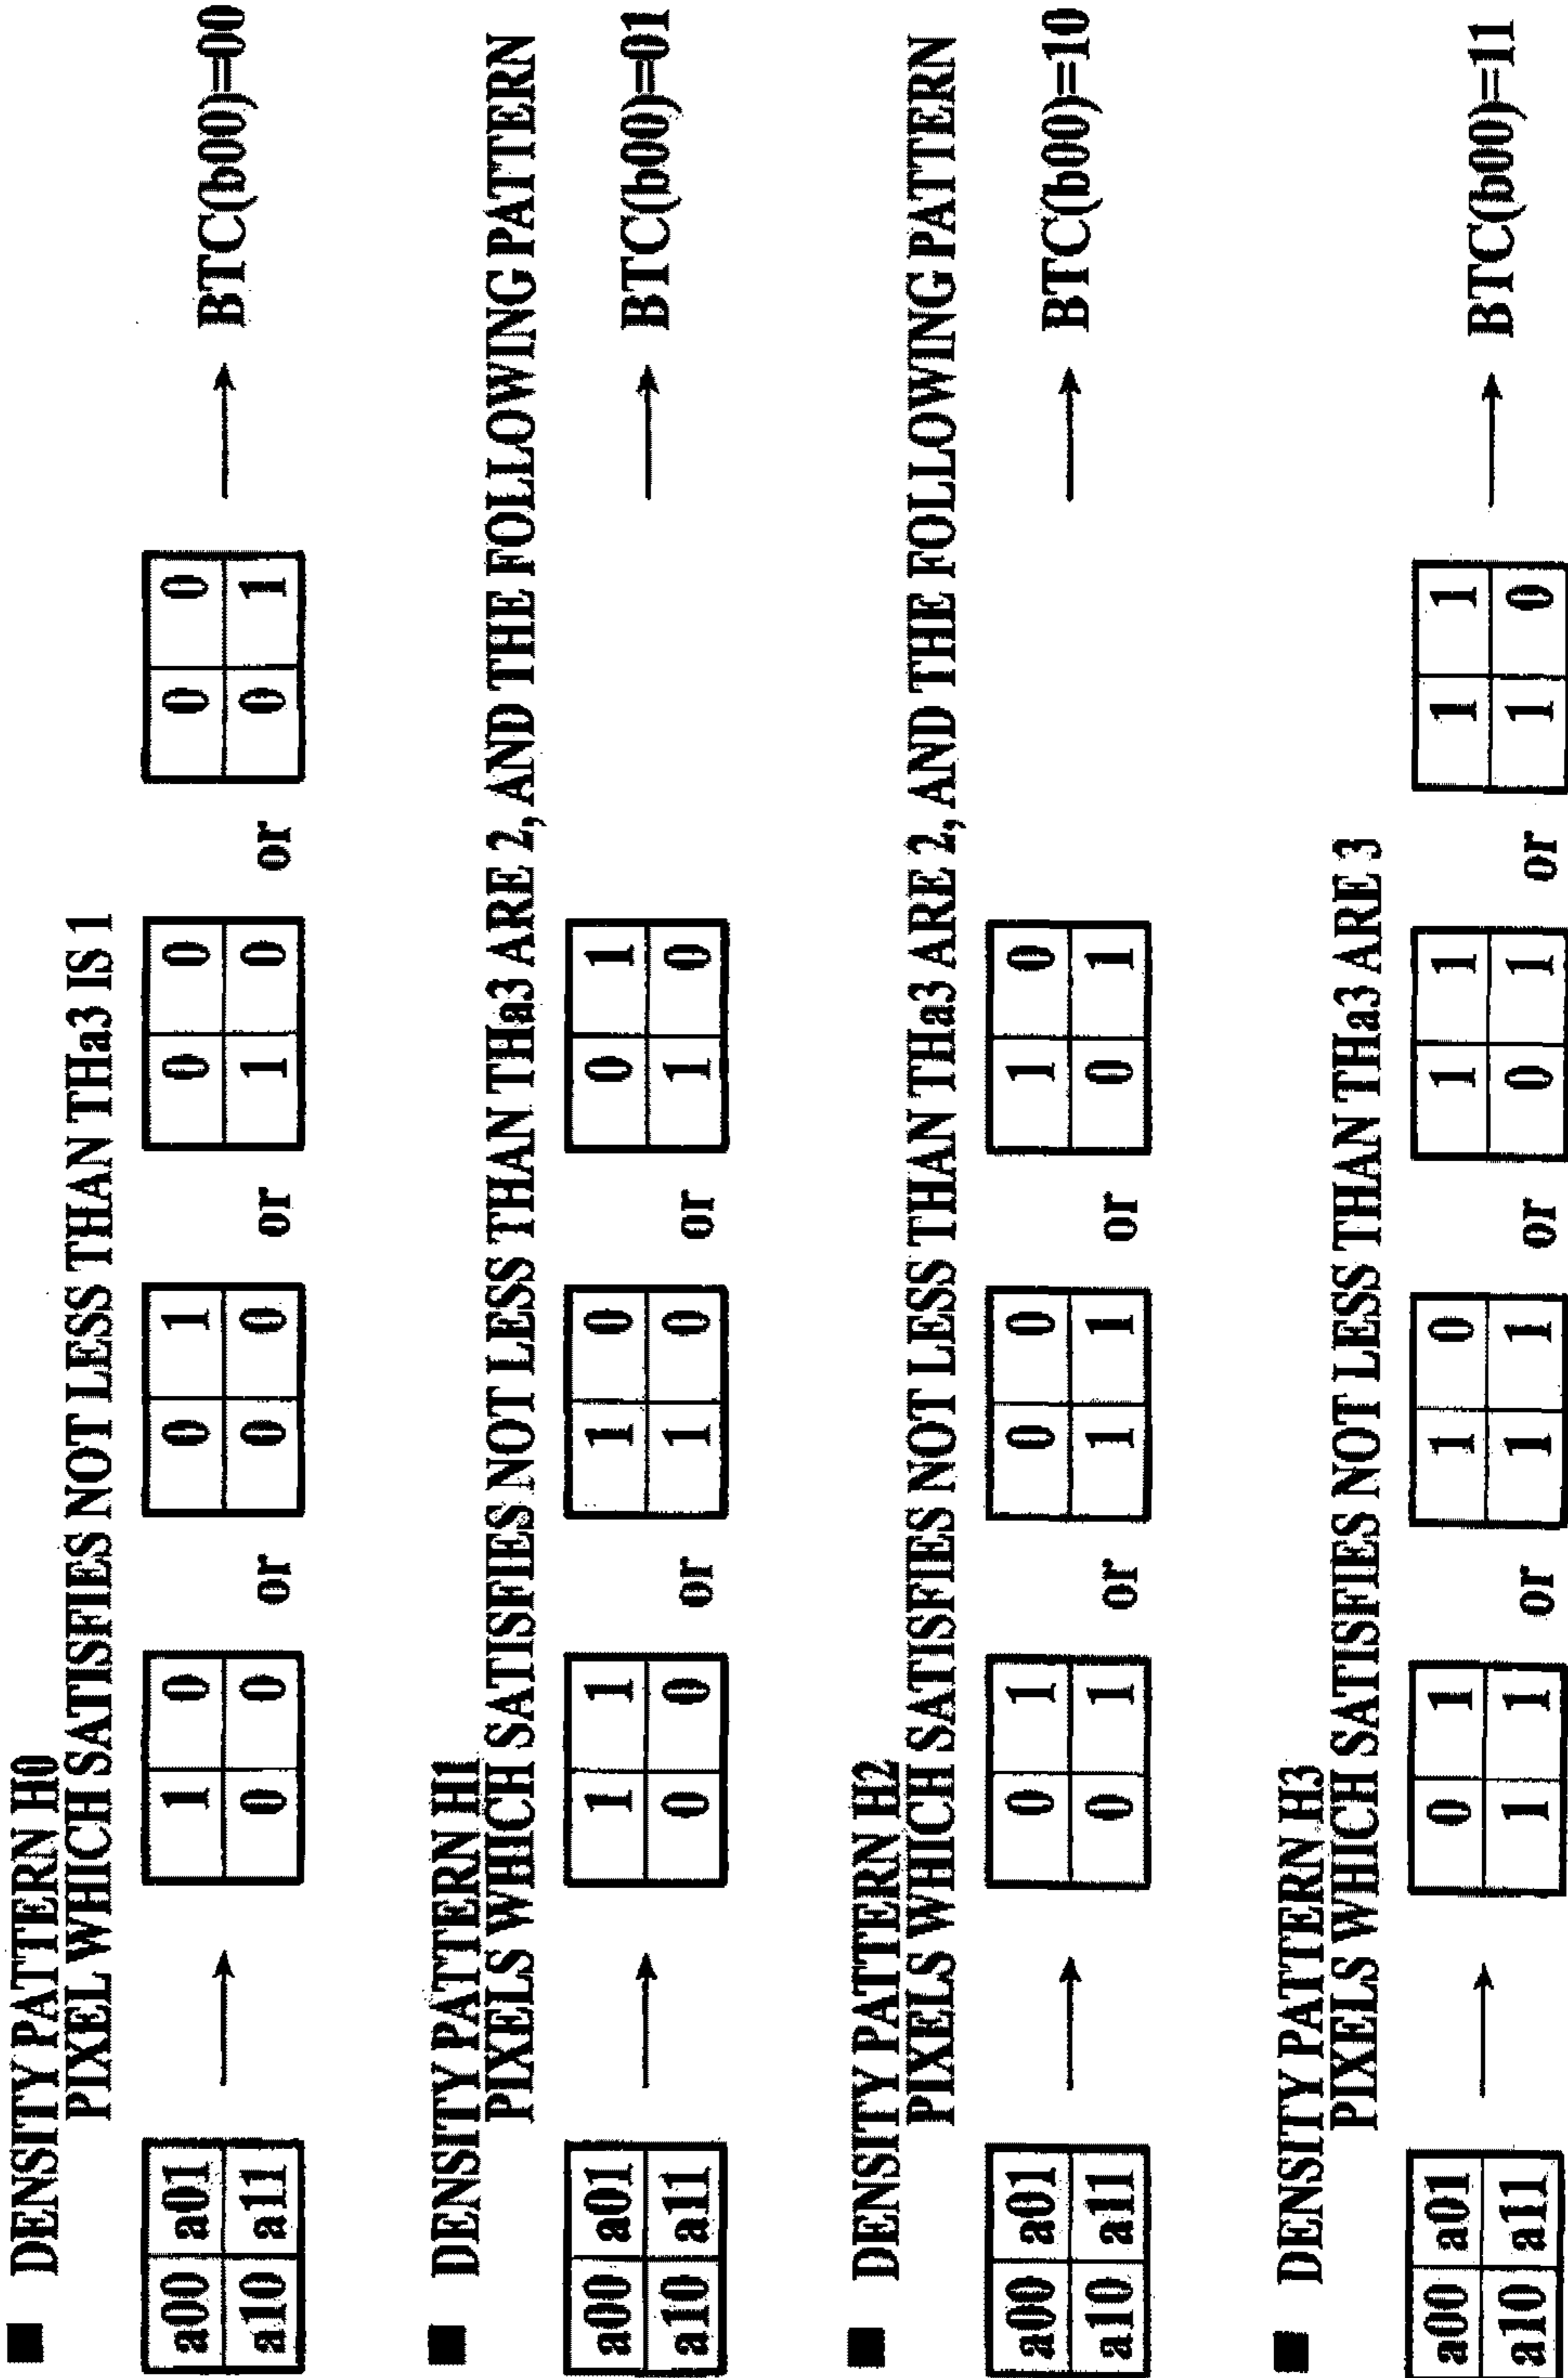 ■ DENSITY PATTERN H0
PIXEL WHICH SATISFIES NOT LESS THAN THa3 IS 1
a00 a01 1 0 0 1 0 0 0 0
a10 a11 → 0 0 or 0 0 or 1 0 or 0 1 → BTC(b00)=00
■ DENSITY PATTERN H1
PIXELS WHICH SATISFIES NOT LESS THAN THa3 ARE 2, AND THE FOLLOWING PATTERN
a00 a01 1 1 1 0 0 1
a10 a11 → 0 0 or 1 0 or 1 0 → BTC(b00)=01
■ DENSITY PATTERN H2
PIXELS WHICH SATISFIES NOT LESS THAN THa3 ARE 2, AND THE FOLLOWING PATTERN
a00 a01 0 1 0 0 1 0
a10 a11 → 0 1 or 1 1 or 0 1 → BTC(b00)=10
■ DENSITY PATTERN H3
PIXELS WHICH SATISFIES NOT LESS THAN THa3 ARE 3
a00 a01 0 1 1 0 1 1 1 1
a10 a11 → 1 1 or 1 1 or 0 1 or 1 0 → BTC(b00)=11